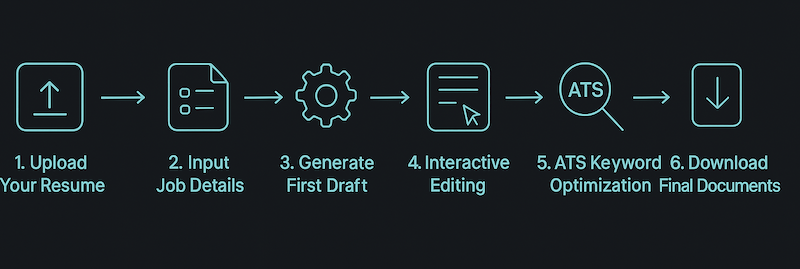 ATS
1. Upload
Your Resume
2. Input
Job Details
3. Generate
First Draft
4. Interactive
Editing
5. ATS Keyword
Optimization
6. Download
Final Documents